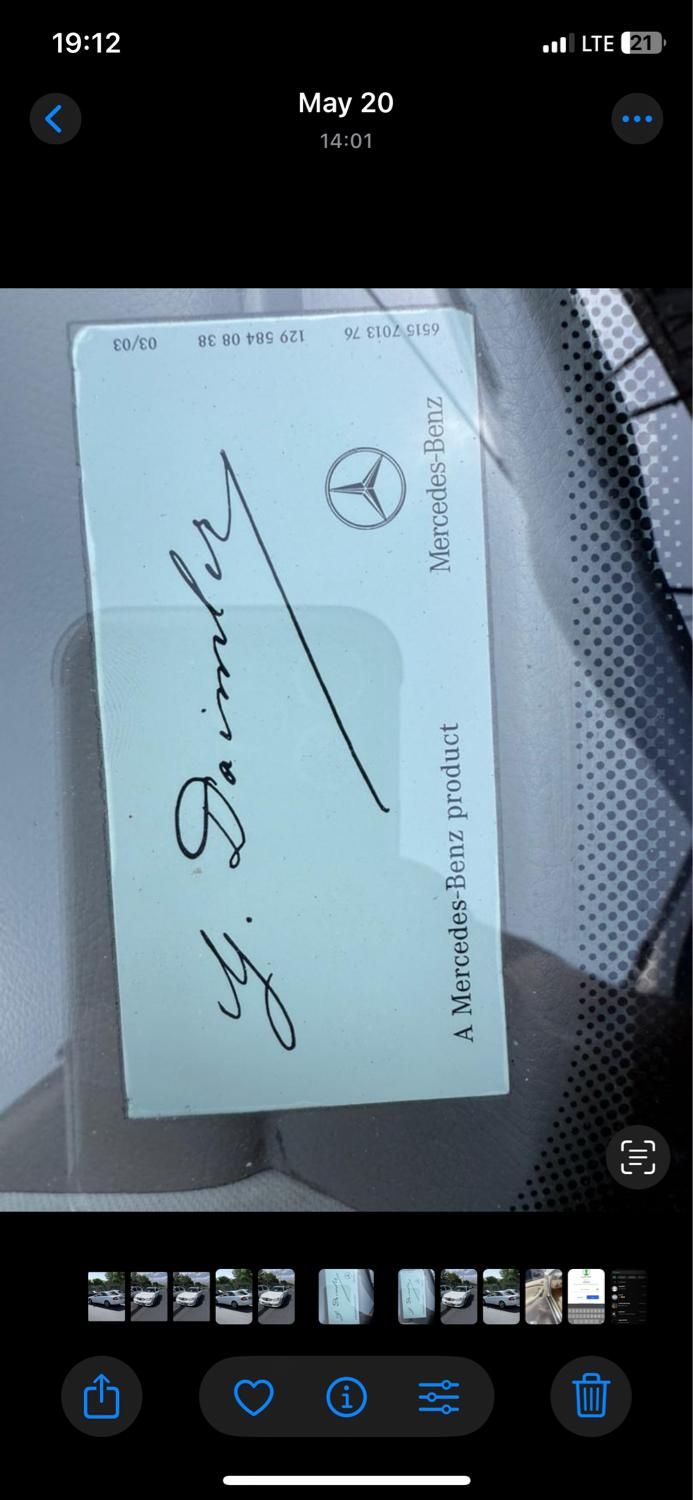 19:12
LTE 21
May 20
14:01
6515 7013 76
129 584 08 38
03/03
G. Daimler
Mercedes-Benz
A Mercedes-Benz product